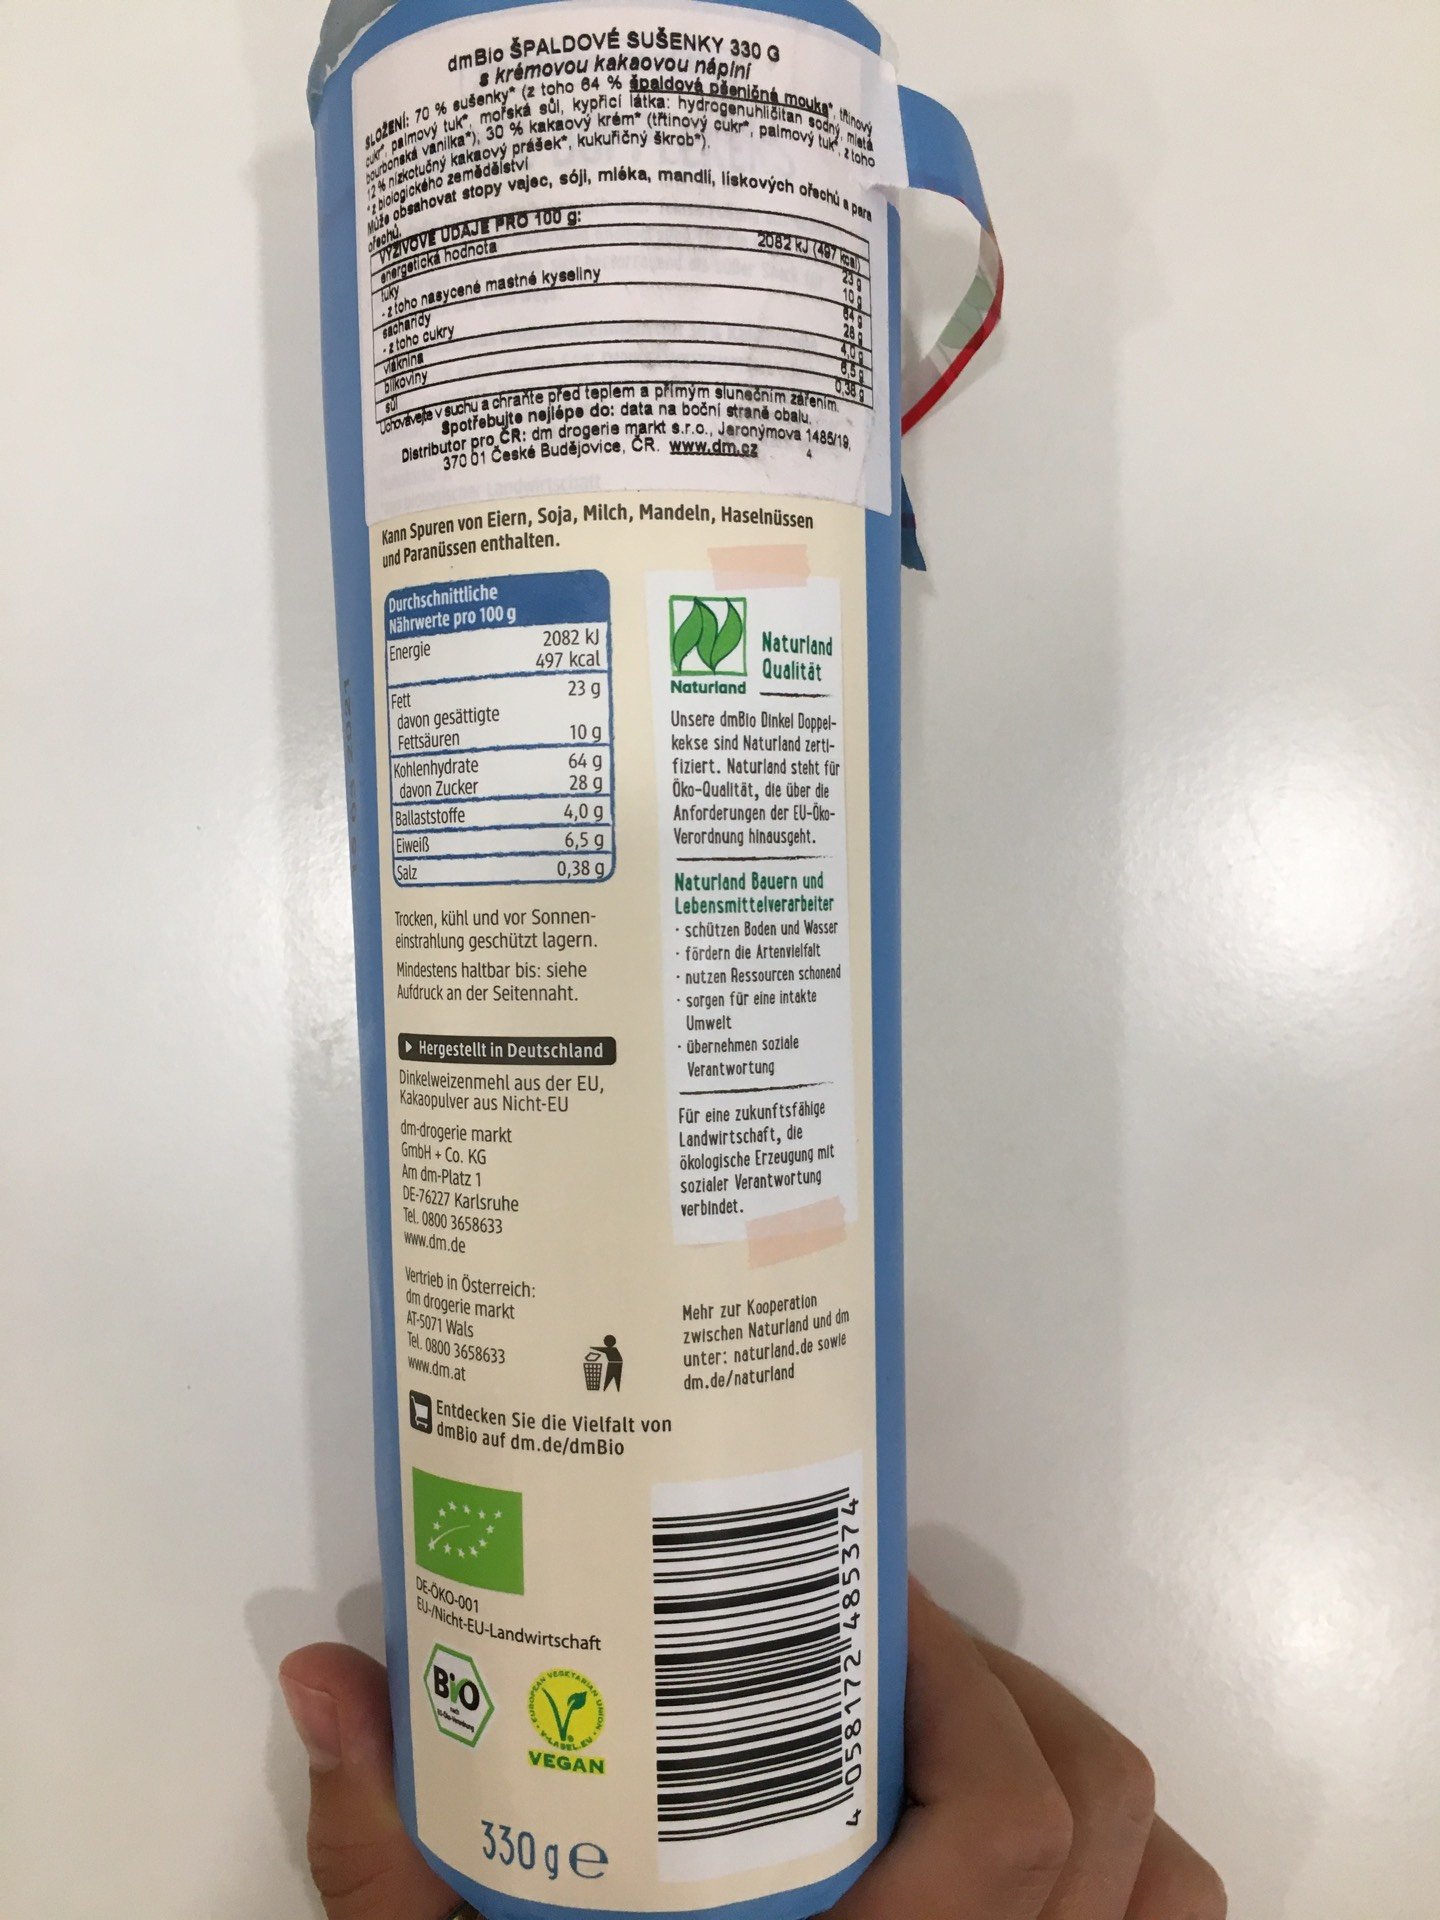 dmBio ŠPALDOVÉ SUŠENKY 330 G
s krémovou kakaovou náplní
SLOŽENÍ: 70 % sušenky* (z toho 64 % špaldová pšeničná mouka*, třtinový
cukr*, palmový tuk*, mořská sůl, kypřicí látka: hydrogenuhličitan sodný, mletá
bourbonská vanilka*), 30 % kakaový krém* (třtinový cukr*, palmový tuk*, z toho
12 % nízkotučný kakaový prášek*, kukuřičný škrob*).
*z biologického zemědělství
Může obsahovat stopy vajec, sóji, mléka, mandlí, lískových ořechů a para
ořechů.
VÝŽIVOVÉ ÚDAJE PRO 100 g:
energetická hodnota 2082 kJ (497 kcal)
tuky 23 g
- z toho nasycené mastné kyseliny 10 g
sacharidy 64 g
- z toho cukry 28 g
vláknina 4,0 g
bílkoviny 6,5 g
sůl 0,38 g
Uchovávejte v suchu a chraňte před teplem a přímým slunečním zářením.
Spotřebujte nejlépe do: data na boční straně obalu.
Distributor pro ČR: dm drogerie markt s.r.o., Jeronýmova 1485/19,
370 01 České Budějovice, ČR. www.dm.cz 4
Kann Spuren von Eiern, Soja, Milch, Mandeln, Haselnüssen
und Paranüssen enthalten.
Durchschnittliche
Nährwerte pro 100 g
Energie 2082 kJ
497 kcal
Fett 23 g
davon gesättigte
Fettsäuren 10 g
Kohlenhydrate 64 g
davon Zucker 28 g
Ballaststoffe 4,0 g
Eiweiß 6,5 g
Salz 0,38 g
Trocken, kühl und vor Sonnen-
einstrahlung geschützt lagern.
Mindestens haltbar bis: siehe
Aufdruck an der Seitennaht.
Hergestellt in Deutschland
Dinkelweizenmehl aus der EU,
Kakaopulver aus Nicht-EU
dm-drogerie markt
GmbH + Co. KG
Am dm-Platz 1
DE-76227 Karlsruhe
Tel. 0800 3658633
www.dm.de
Vertrieb in Österreich:
dm drogerie markt
AT-5071 Wals
Tel. 0800 3658633
www.dm.at
Entdecken Sie die Vielfalt von
dmBio auf dm.de/dmBio
Naturland
Naturland
Qualität
Unsere dmBio Dinkel Doppel-
kekse sind Naturland zerti-
fiziert. Naturland steht für
Öko-Qualität, die über die
Anforderungen der EU-Öko-
Verordnung hinausgeht.
Naturland Bauern und
Lebensmittelverarbeiter
· schützen Boden und Wasser
· fördern die Artenvielfalt
· nutzen Ressourcen schonend
· sorgen für eine intakte
Umwelt
· übernehmen soziale
Verantwortung
Für eine zukunftsfähige
Landwirtschaft, die
ökologische Erzeugung mit
sozialer Verantwortung
verbindet.
Mehr zur Kooperation
zwischen Naturland und dm
unter: naturland.de sowie
dm.de/naturland
DE-ÖKO-001
EU-/Nicht-EU-Landwirtschaft
BiO
nach
EG-Öko-Verordnung
EUROPEAN VEGETARIAN UNION
V-LABEL.EU
VEGAN
4 058172 485374
330 g e